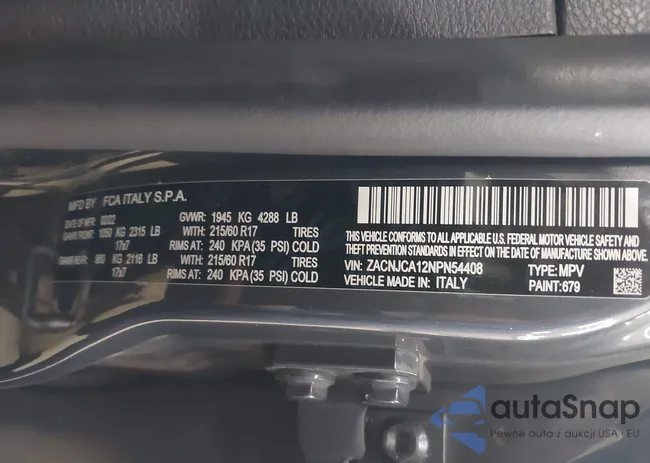 MFD BY FCA ITALY S.P.A.
DATE OF MFR: 02/22 GVWR: 1945 KG 4288 LB
GAWR FRONT: 1050 KG 2315 LB WITH: 215/60 R17 TIRES
17x7 RIMS AT: 240 KPA (35 PSI) COLD
GAWR REAR: 960 KG 2116 LB WITH: 215/60 R17 TIRES
17x7 RIMS AT: 240 KPA (35 PSI) COLD
THIS VEHICLE CONFORMS TO ALL APPLICABLE U.S. FEDERAL MOTOR VEHICLE SAFETY AND
THEFT PREVENTION STANDARDS IN EFFECT ON THE DATE OF MANUFACTURE SHOWN ABOVE.
VIN: ZACNJCA12NPN54408 TYPE: MPV
VEHICLE MADE IN: ITALY PAINT: 679
autaSnap
Pewne auta z aukcji USA · EU